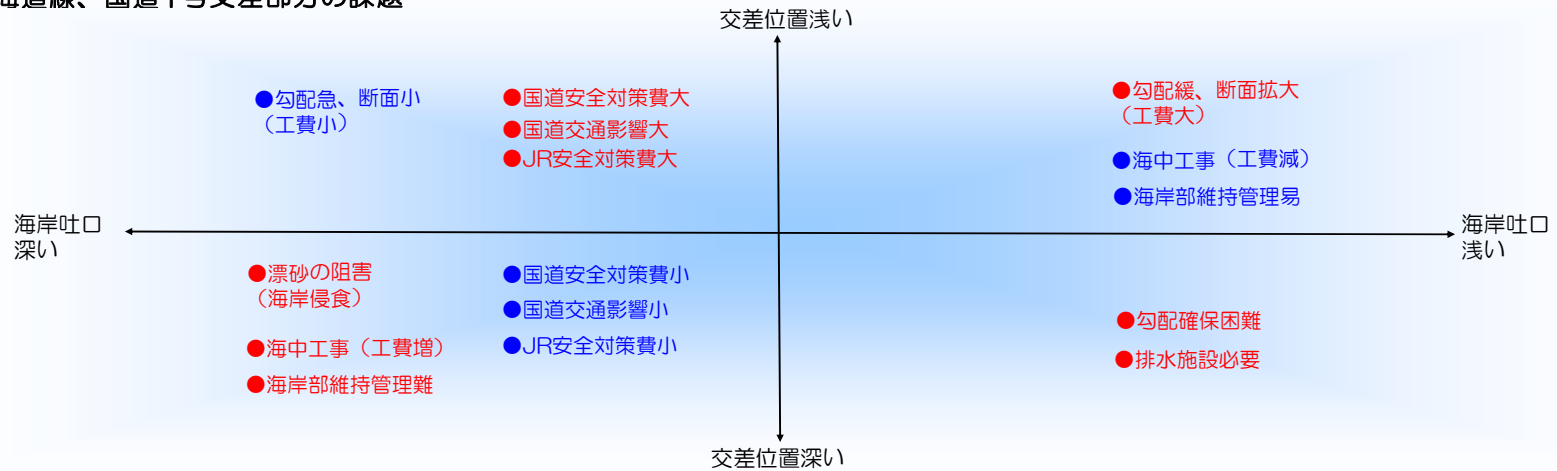 交差位置浅い
●勾配急、断面小
（工費小）
●国道安全対策費大
●国道交通影響大
●JR安全対策費大
●勾配緩、断面拡大
（工費大）
●海中工事（工費減）
●海岸部維持管理易
海岸吐口
深い
海岸吐口
浅い
●漂砂の阻害
（海岸侵食）
●海中工事（工費増）
●海岸部維持管理難
●国道安全対策費小
●国道交通影響小
●JR安全対策費小
●勾配確保困難
●排水施設必要
交差位置深い